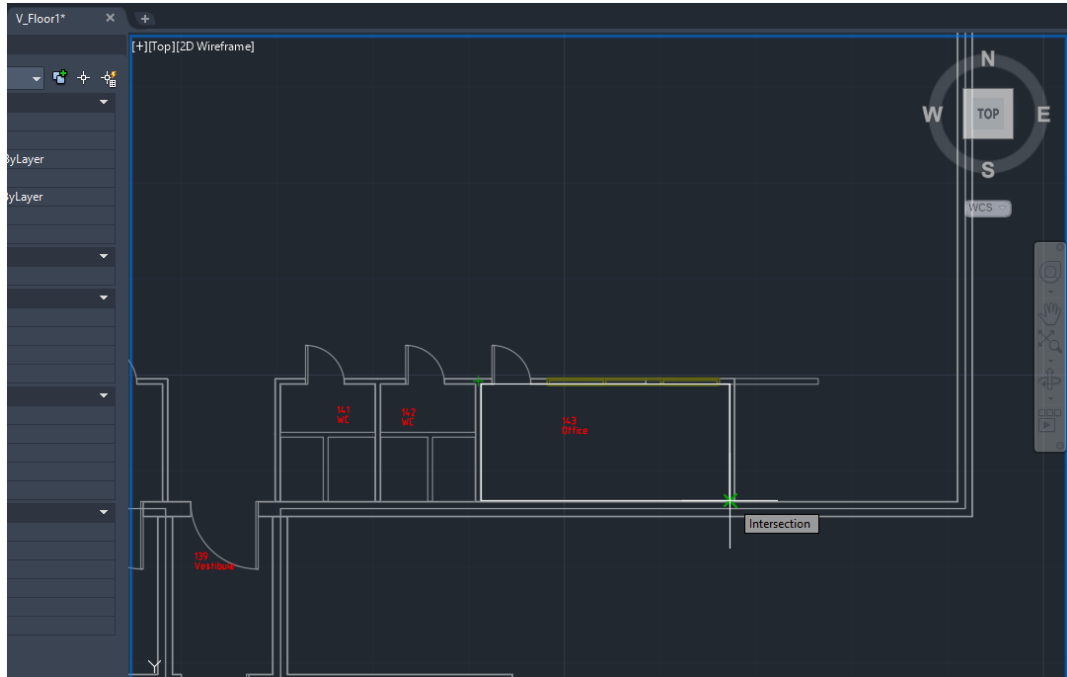 V_Floor1*
[+][Top][2D Wireframe]
N
W
TOP
E
S
WCS
ByLayer
ByLayer
141
WC
142
WC
143
Office
Intersection
139
Vestibule
Y